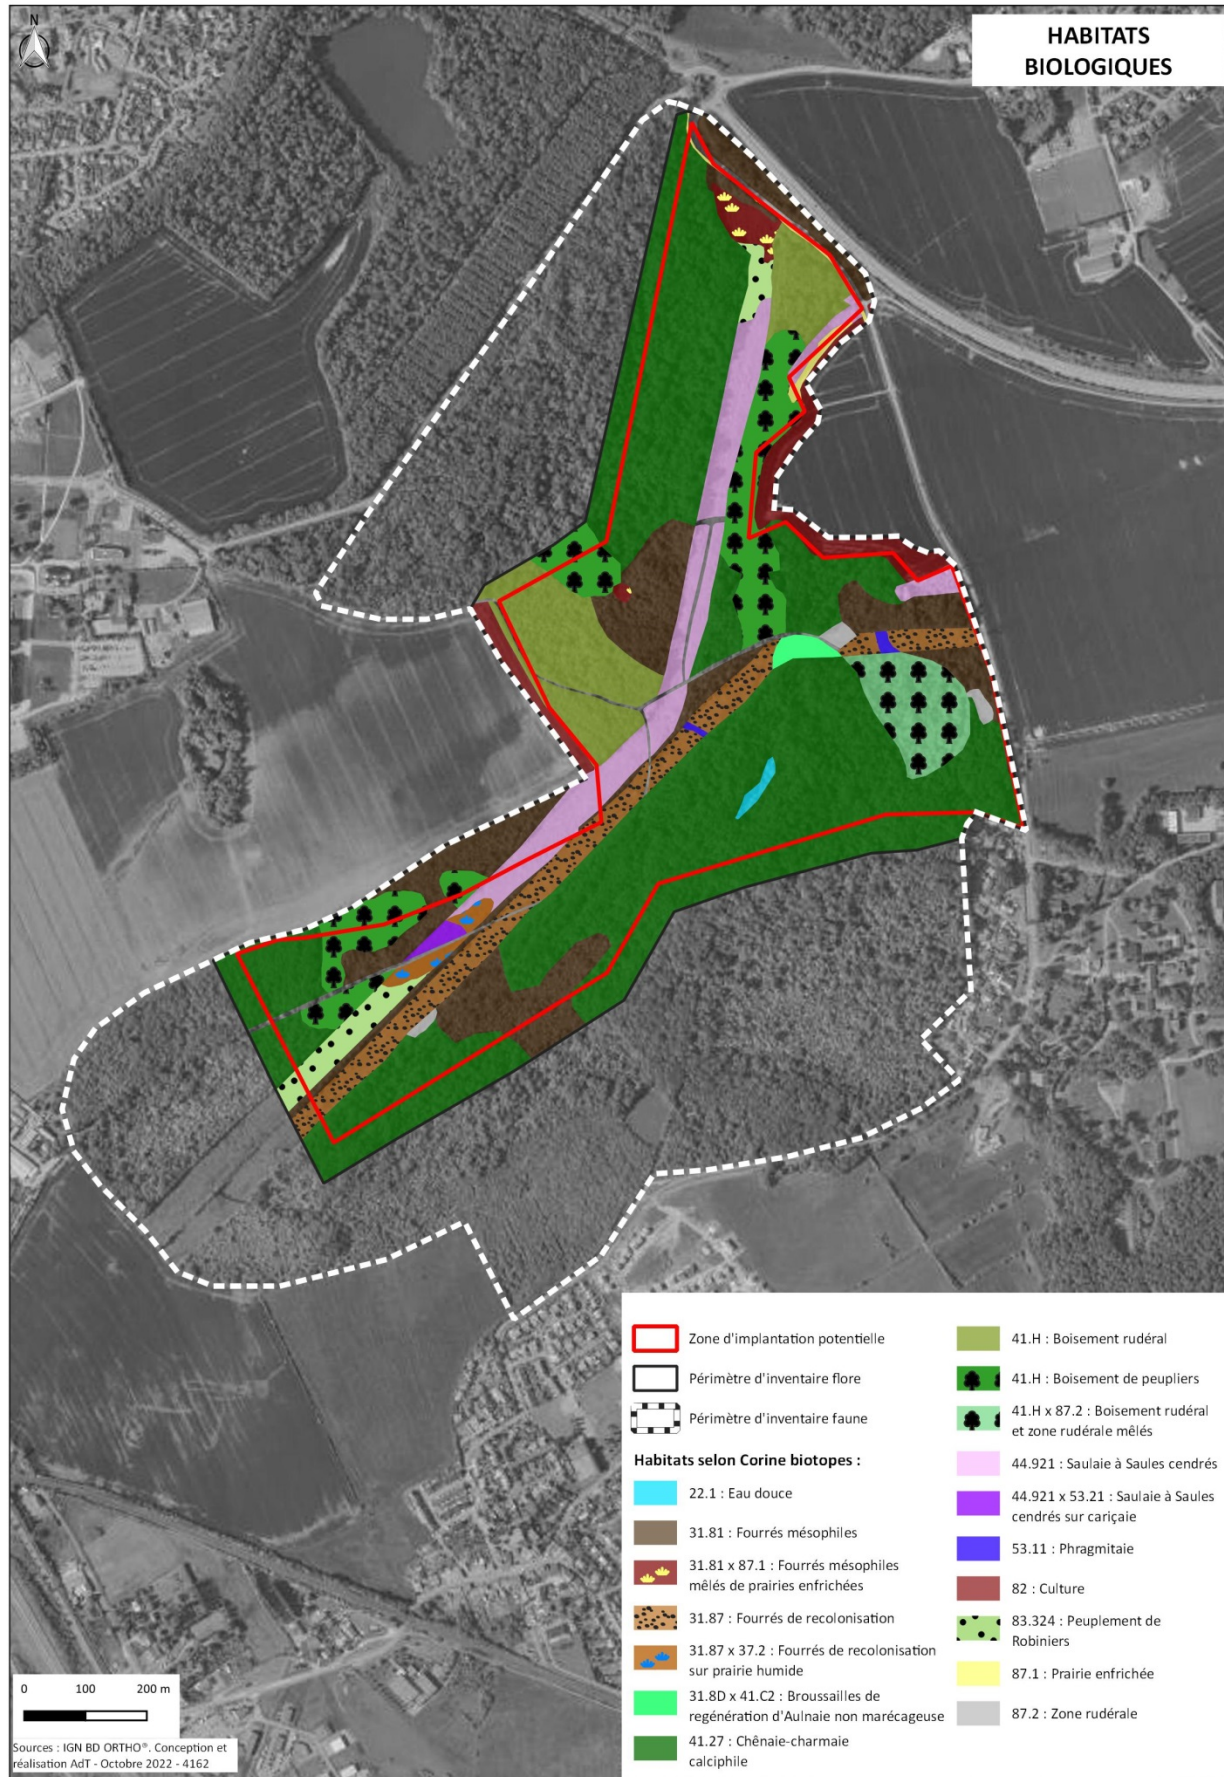 N
HABITATS
BIOLOGIQUES
Zone d'implantation potentielle
Périmètre d'inventaire flore
Périmètre d'inventaire faune
Habitats selon Corine biotopes :
22.1 : Eau douce
31.81 : Fourrés mésophiles
31.81 x 87.1 : Fourrés mésophiles
mêlés de prairies enfrichées
31.87 : Fourrés de recolonisation
31.87 x 37.2 : Fourrés de recolonisation
sur prairie humide
31.8D x 41.C2 : Broussailles de
regénération d'Aulnaie non marécageuse
41.27 : Chênaie-charmaie
calciphile
41.H : Boisement rudéral
41.H : Boisement de peupliers
41.H x 87.2 : Boisement rudéral
et zone rudérale mêlés
44.921 : Saulaie à Saules cendrés
44.921 x 53.21 : Saulaie à Saules
cendrés sur cariçaie
53.11 : Phragmitaie
82 : Culture
83.324 : Peuplement de
Robiniers
87.1 : Prairie enfrichée
87.2 : Zone rudérale
0 100 200 m
Sources : IGN BD ORTHO®. Conception et
réalisation AdT - Octobre 2022 - 4162